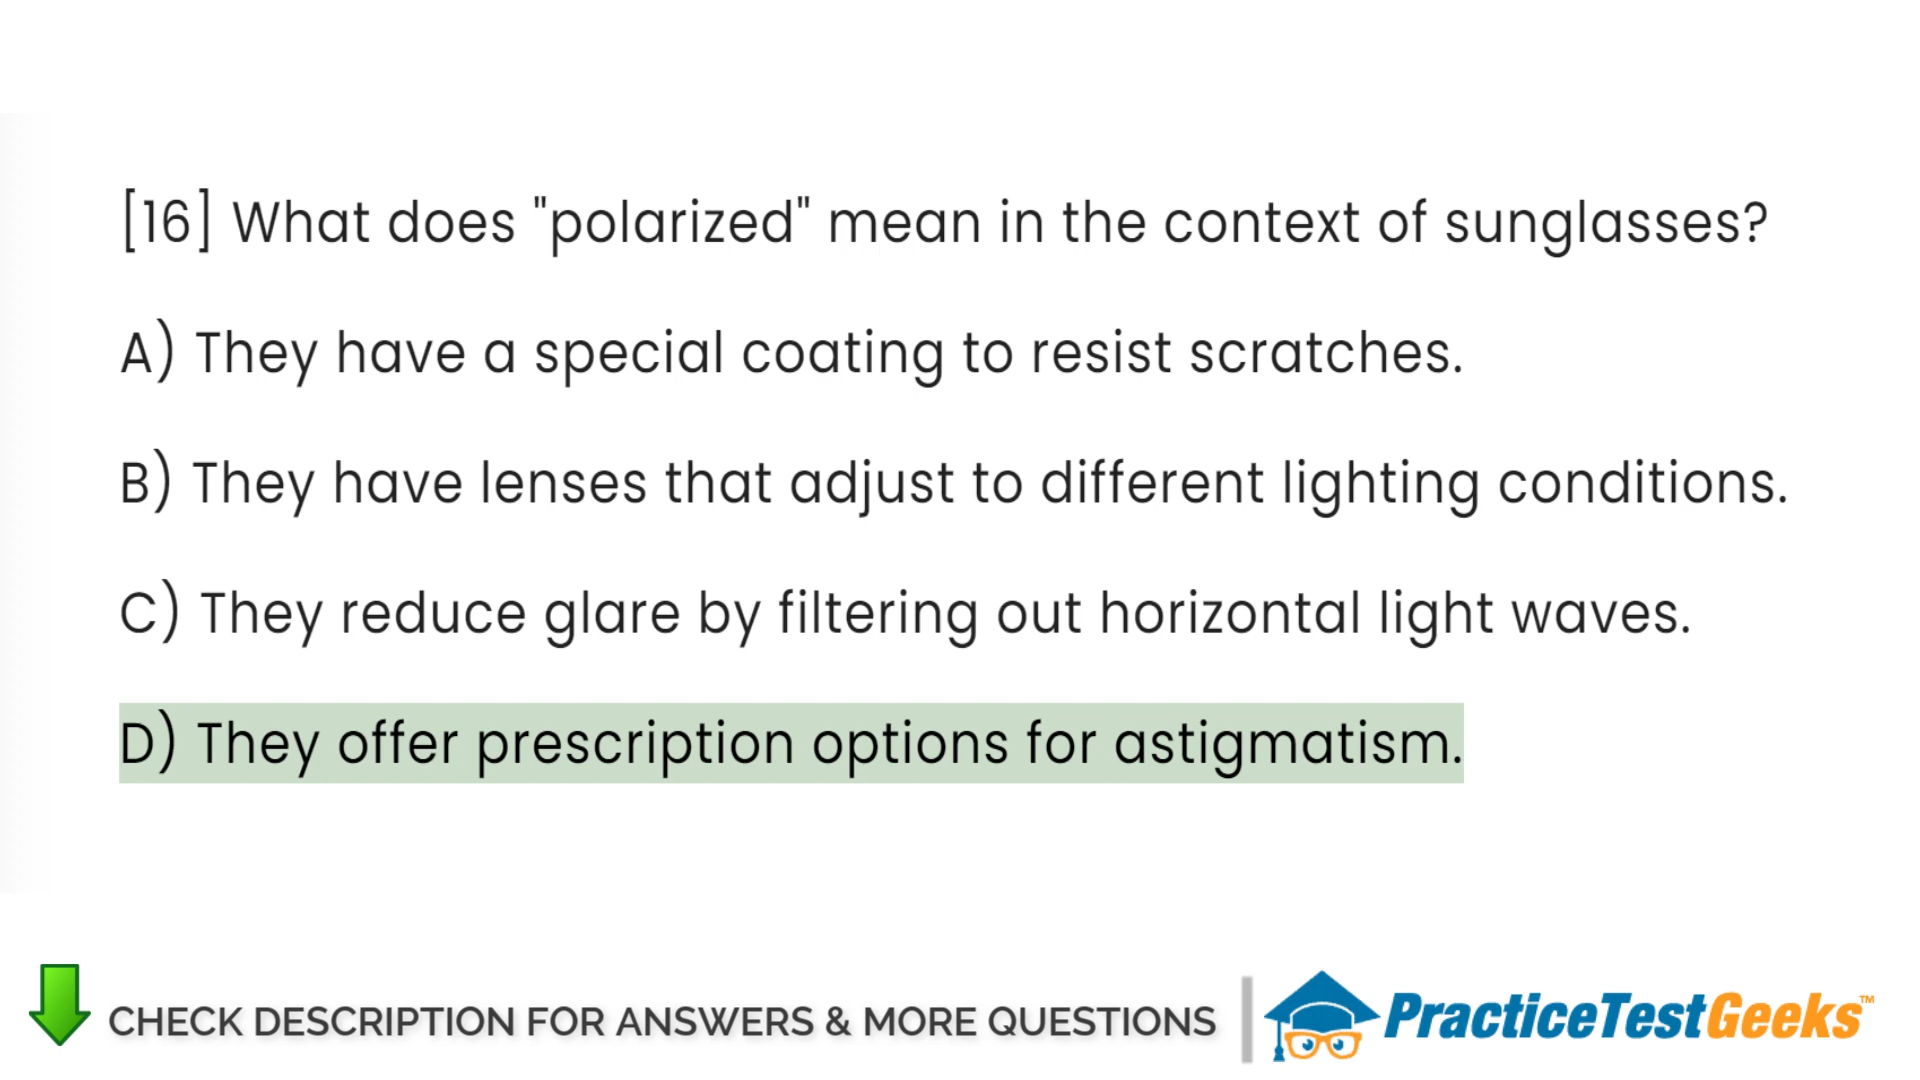 [16] What does "polarized" mean in the context of sunglasses?
A) They have a special coating to resist scratches.
B) They have lenses that adjust to different lighting conditions.
C) They reduce glare by filtering out horizontal light waves.
D) They offer prescription options for astigmatism.
CHECK DESCRIPTION FOR ANSWERS & MORE QUESTIONS
PracticeTestGeeks™